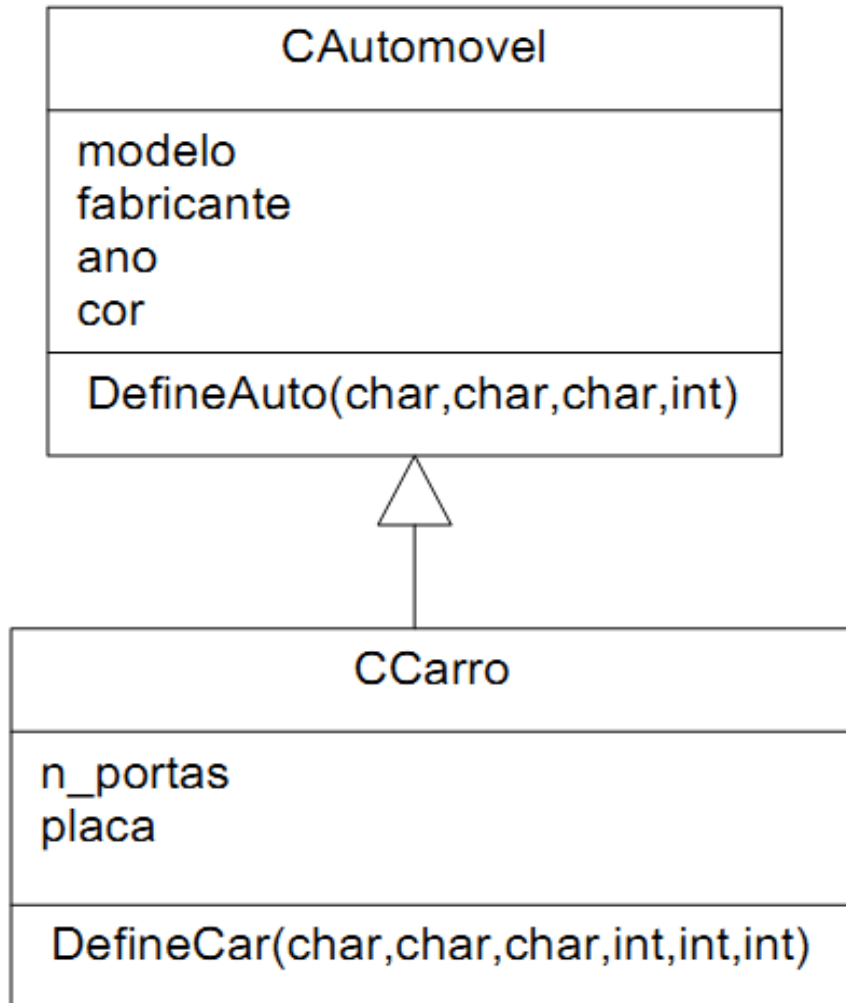 CAutomovel
modelo
fabricante
ano
cor
DefineAuto(char,char,char,int)
CCarro
n_portas
placa
DefineCar(char,char,char,int,int,int)